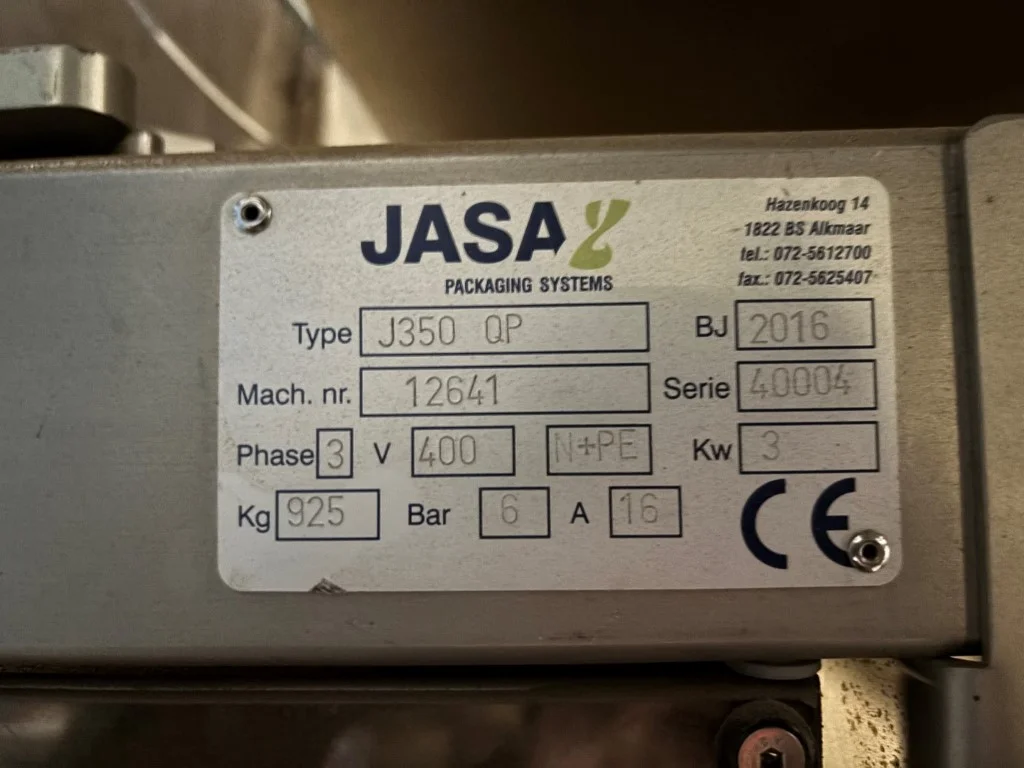 JASA
PACKAGING SYSTEMS
Hazenkoog 14
1822 BS Alkmaar
tel.: 072-5612700
fax.: 072-5625407
Type J350 QP BJ 2016
Mach. nr. 12641 Serie 40004
Phase 3 V 400 N+PE Kw 3
Kg 925 Bar 6 A 16
CE